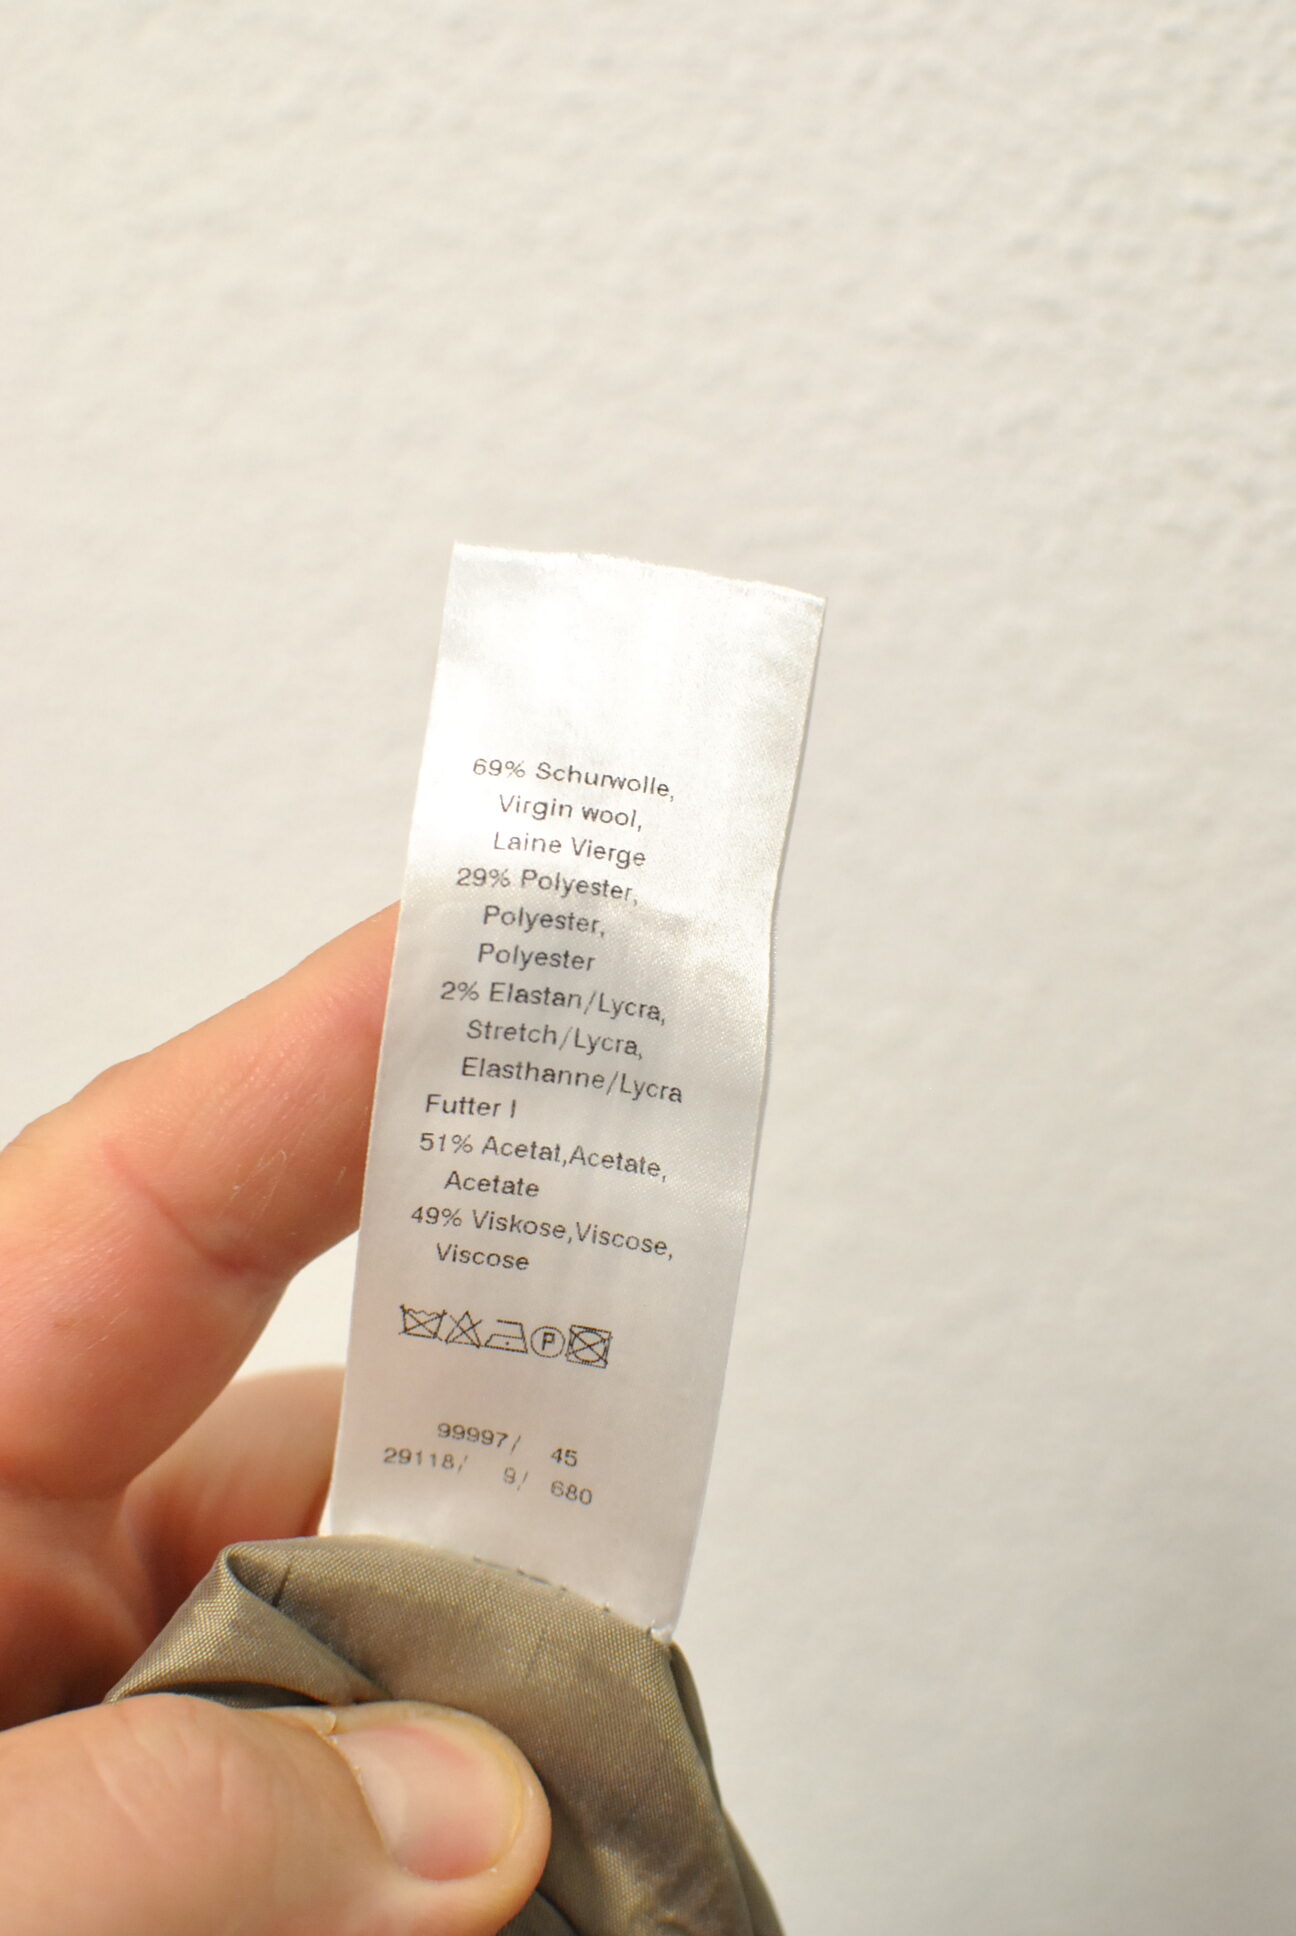 69% Schurwolle,
Virgin wool,
Laine Vierge
29% Polyester,
Polyester,
Polyester
2% Elastan/Lycra,
Stretch/Lycra,
Elasthanne/Lycra
Futter I
51% Acetat,Acetate,
Acetate
49% Viskose,Viscose,
Viscose
P
99997/ 45
29118/ 9/ 680